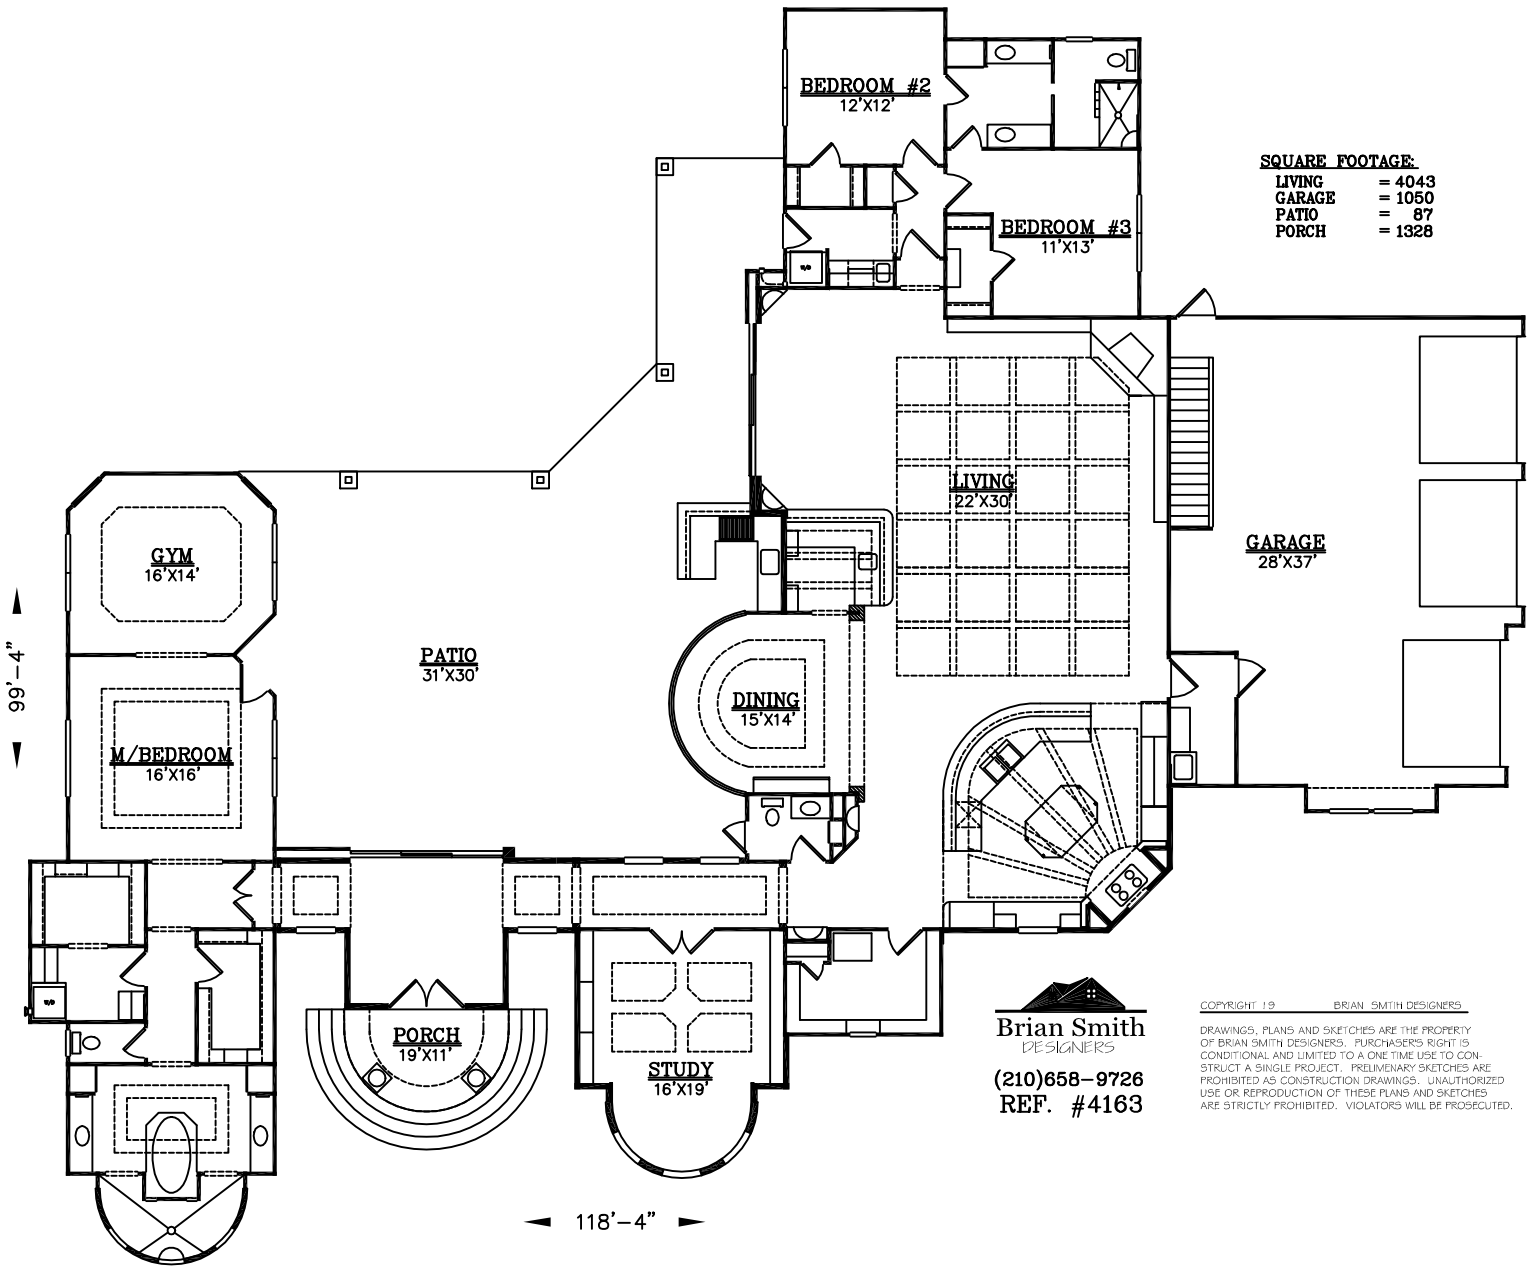 BEDROOM #2
12'X12'
SQUARE FOOTAGE:
LIVING = 4043
GARAGE = 1050
PATIO = 87
PORCH = 1328
BEDROOM #3
11'X13'
W/D
LIVING
22'X30'
GARAGE
28'X37'
GYM
16'X14'
99'-4"
PATIO
31'X30'
DINING
15'X14'
M/BEDROOM
16'X16'
W/D
PORCH
19'X11'
STUDY
16'X19'
Brian Smith
DESIGNERS
(210)658-9726
REF. #4163
COPYRIGHT 19 BRIAN SMITH DESIGNERS
DRAWINGS, PLANS AND SKETCHES ARE THE PROPERTY
OF BRIAN SMITH DESIGNERS. PURCHASER'S RIGHT IS
CONDITIONAL AND LIMITED TO A ONE TIME USE TO CON-
STRUCT A SINGLE PROJECT. PRELIMENARY SKETCHES ARE
PROHIBITED AS CONSTRUCTION DRAWINGS. UNAUTHORIZED
USE OR REPRODUCTION OF THESE PLANS AND SKETCHES
ARE STRICTLY PROHIBITED. VIOLATORS WILL BE PROSECUTED.
118'-4"